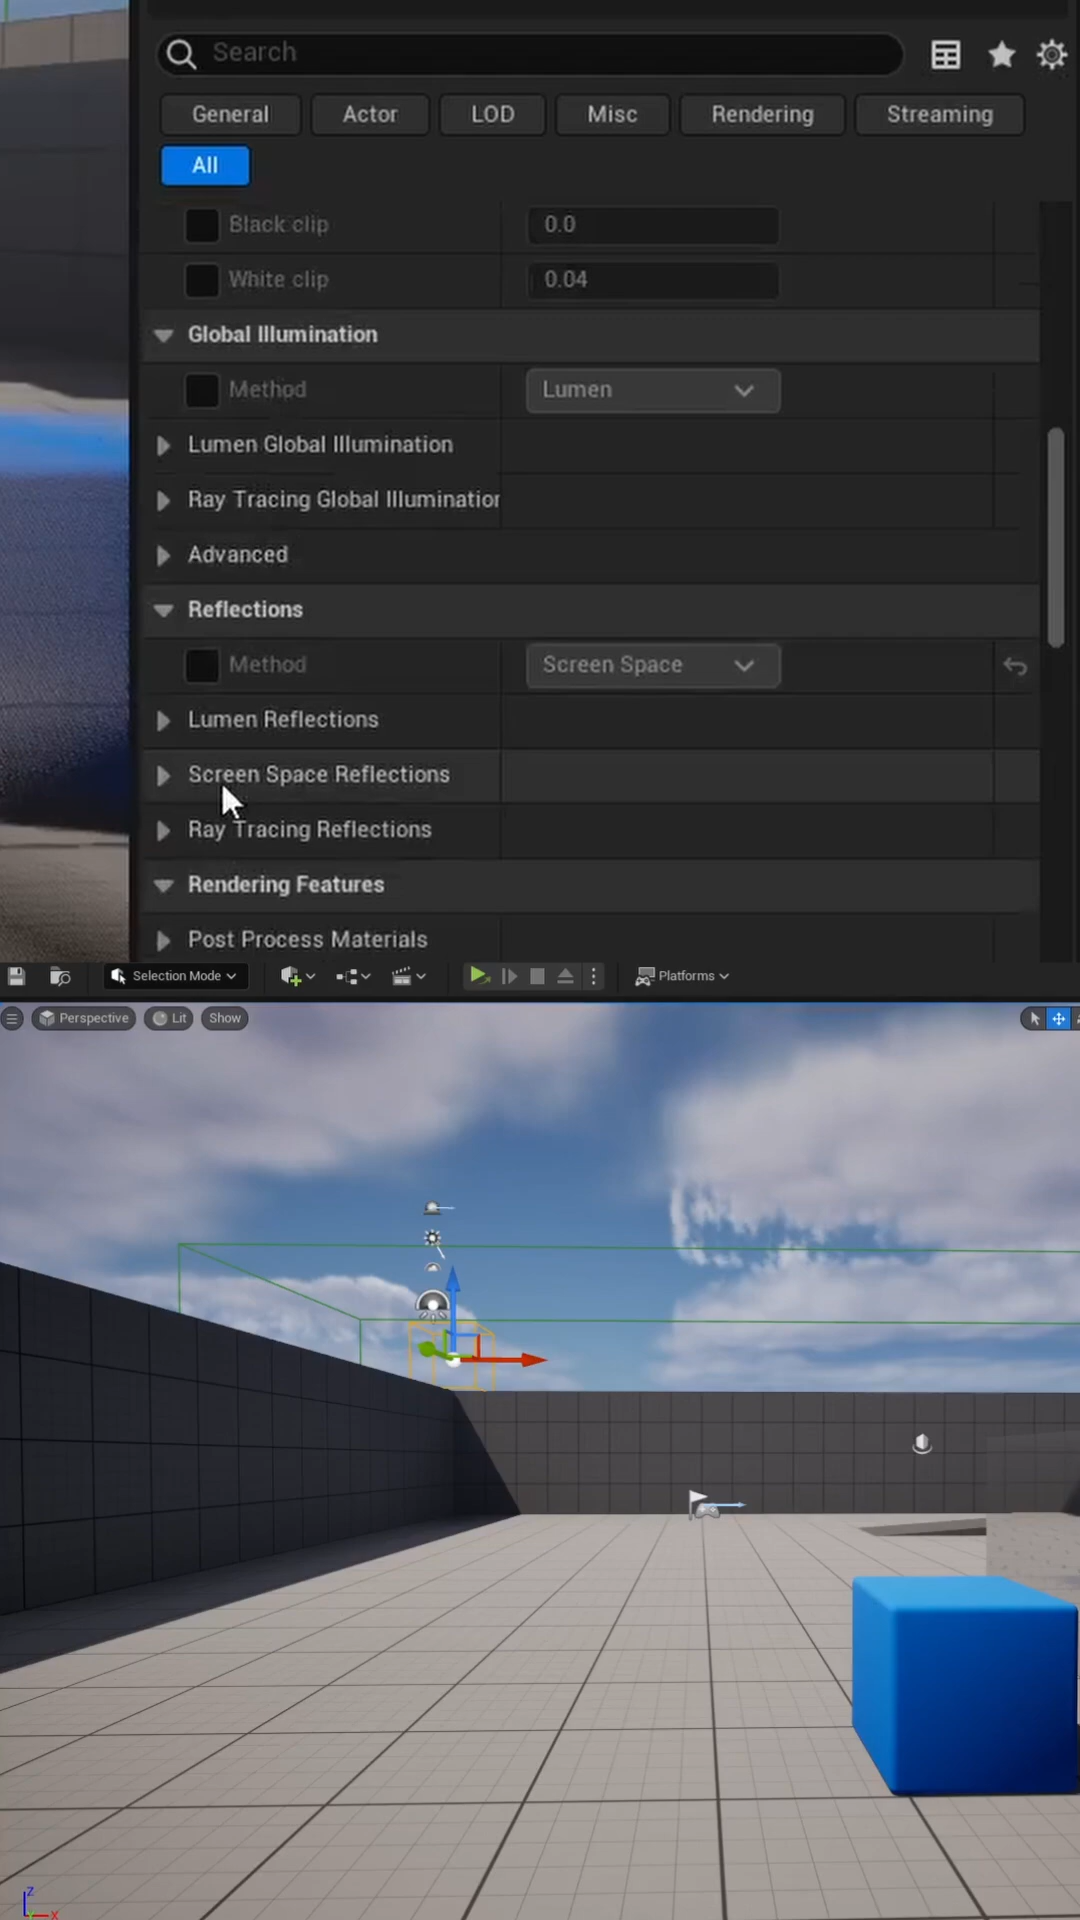 Search
General
Actor
LOD
Misc
Rendering
Streaming
All
Black clip
0.0
White clip
0.04
Global Illumination
Method
Lumen
Lumen Global Illumination
Ray Tracing Global Illumination
Advanced
Reflections
Method
Screen Space
Lumen Reflections
Screen Space Reflections
Ray Tracing Reflections
Rendering Features
Post Process Materials
Selection Mode
Platforms
Perspective
Lit
Show
Z
X